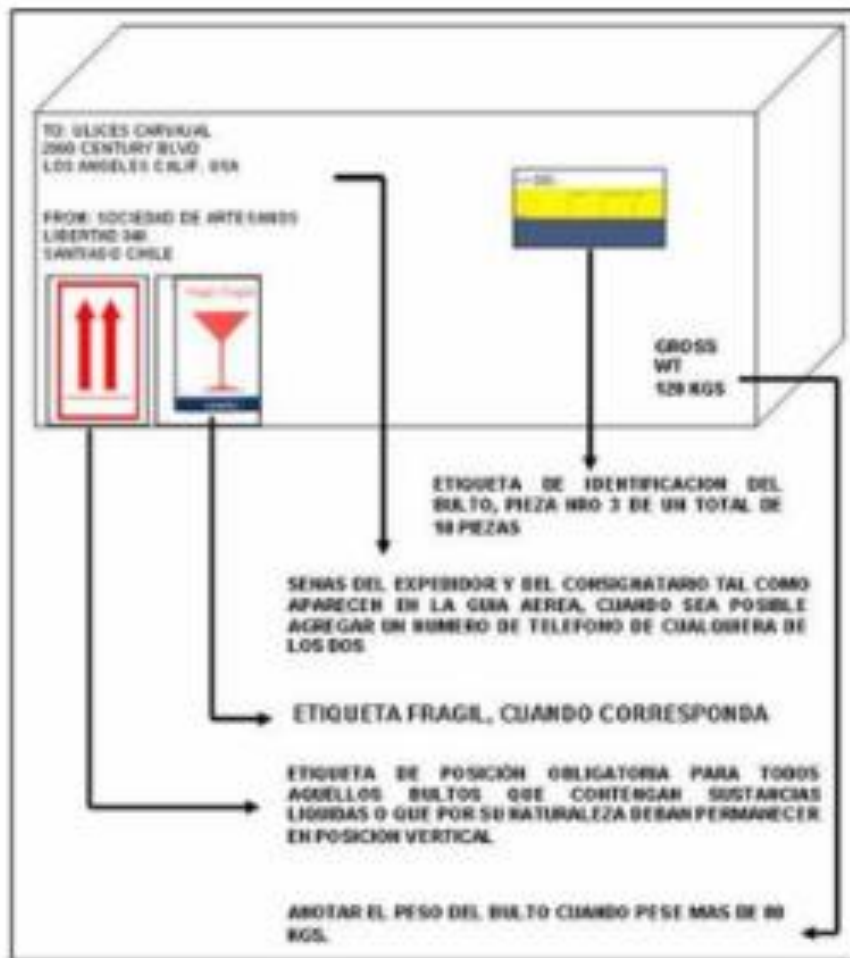 TO: ULICES CARVAJAL
2000 CENTURY BLVD
LOS ANGELES CALIF. USA
FROM: SOCIEDAD DE ARTESANOS
LIBERTAD 340
SANTIAGO CHILE
Fragil Fragile
GROSS
WT
120 KGS
ETIQUETA DE IDENTIFICACION DEL
BULTO, PIEZA NRO 3 DE UN TOTAL DE
10 PIEZAS
SENAS DEL EXPEDIDOR Y DEL CONSIGNATARIO TAL COMO
APARECEN EN LA GUIA AEREA, CUANDO SEA POSIBLE
AGREGAR UN NUMERO DE TELEFONO DE CUALQUIERA DE
LOS DOS
ETIQUETA FRAGIL, CUANDO CORRESPONDA
ETIQUETA DE POSICIÓN OBLIGATORIA PARA TODOS
AQUELLOS BULTOS QUE CONTENGAN SUSTANCIAS
LIQUIDAS O QUE POR SU NATURALEZA DEBAN PERMANECER
EN POSICION VERTICAL
ANOTAR EL PESO DEL BULTO CUANDO PESE MAS DE 80
KGS.